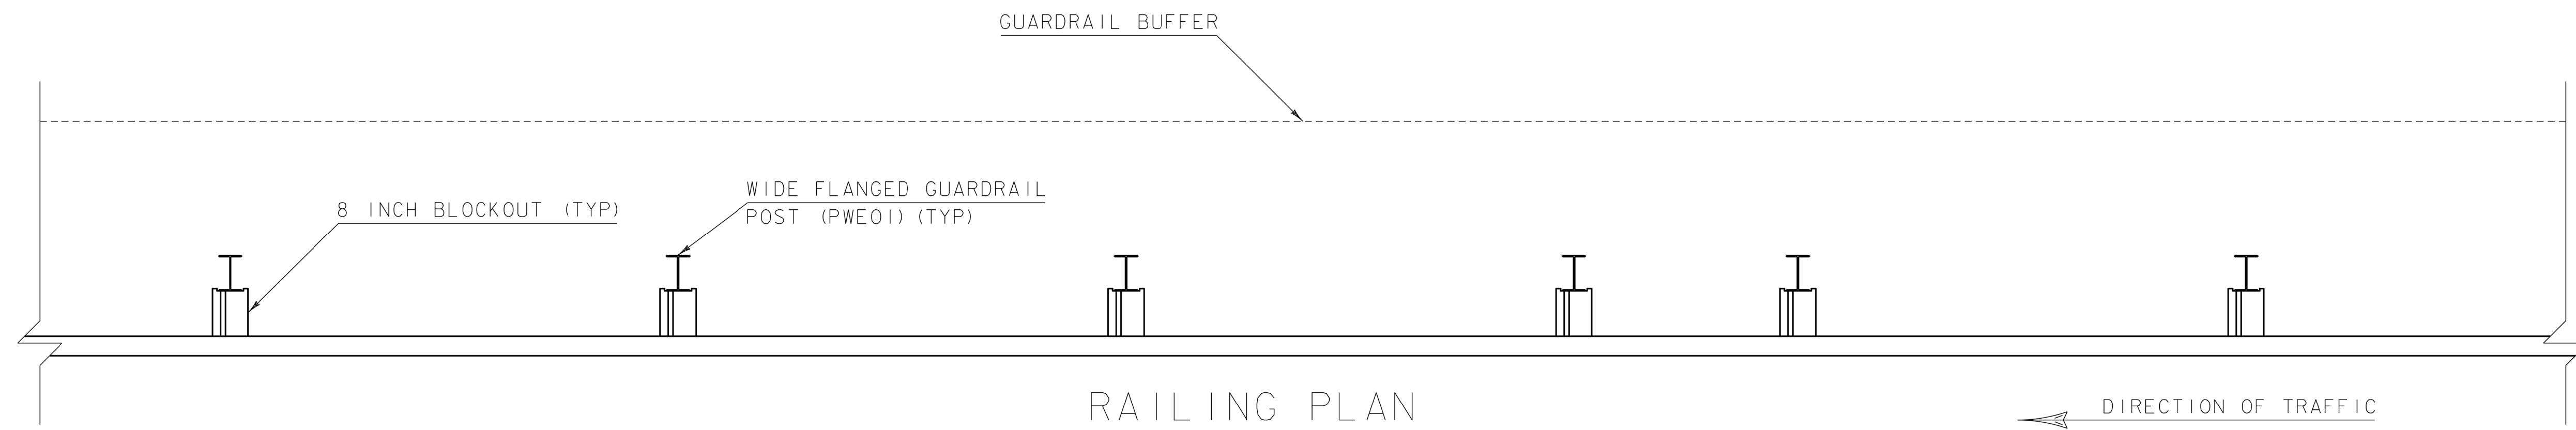 GUARDRAIL BUFFER
WIDE FLANGED GUARDRAIL
POST (PWE01) (TYP)
8 INCH BLOCKOUT (TYP)
RAILING PLAN
DIRECTION OF TRAFFIC